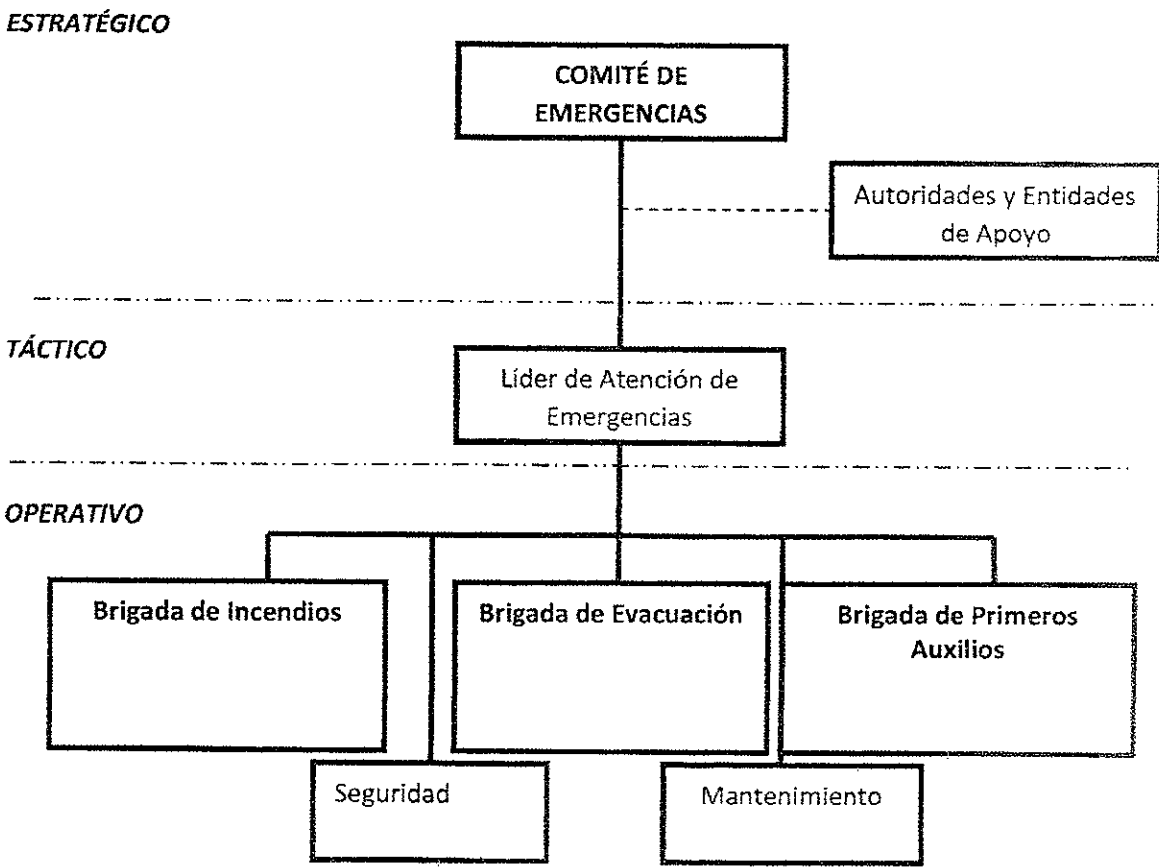 ESTRATÉGICO
COMITÉ DE
EMERGENCIAS
Autoridades y Entidades
de Apoyo
TÁCTICO
Líder de Atención de
Emergencias
OPERATIVO
Brigada de Incendios
Brigada de Evacuación
Brigada de Primeros
Auxilios
Seguridad
Mantenimiento